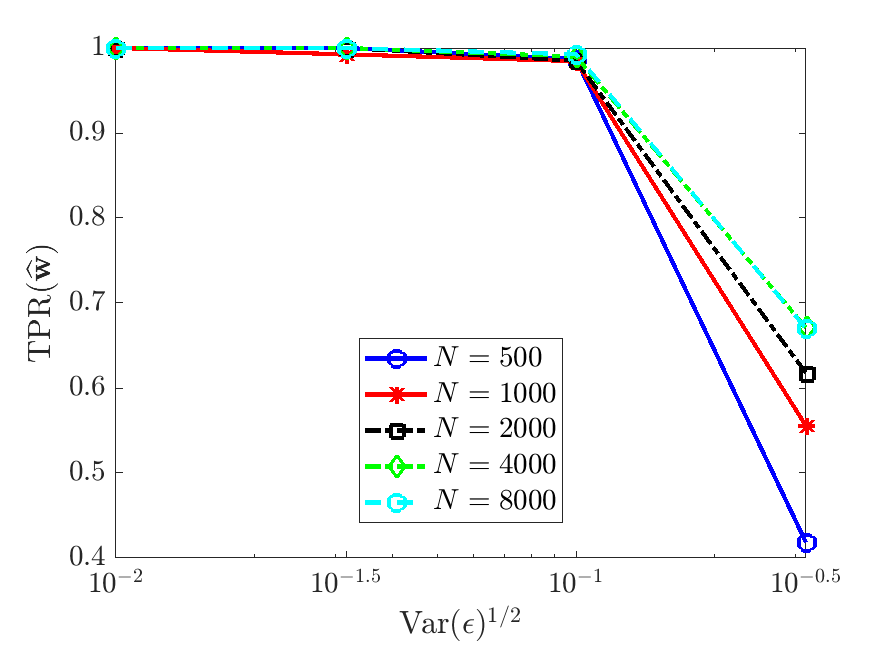 1
0.9
0.8
0.7
0.6
0.5
0.4
TPR(ŵ)
N = 500
N = 1000
N = 2000
N = 4000
N = 8000
10^{-2} 10^{-1.5} 10^{-1} 10^{-0.5}
Var(ϵ)^{1/2}